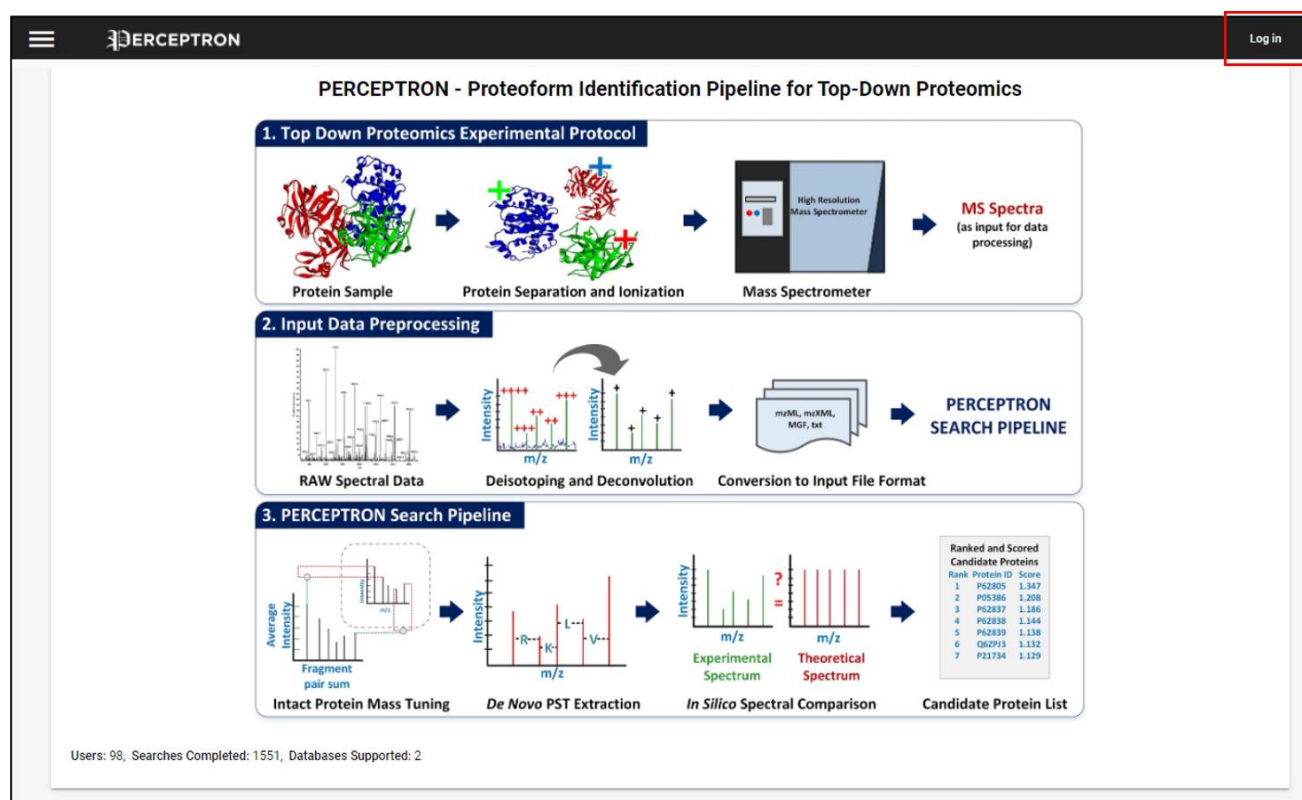 PERCEPTRON
Log in
PERCEPTRON - Proteoform Identification Pipeline for Top-Down Proteomics
1. Top Down Proteomics Experimental Protocol
High Resolution
Mass Spectrometer
MS Spectra
(as input for data
processing)
Protein Sample
Protein Separation and Ionization
Mass Spectrometer
2. Input Data Preprocessing
Intensity
m/z
Intensity
m/z
mzML, mzXML,
MGF, txt
PERCEPTRON
SEARCH PIPELINE
RAW Spectral Data
Deisotoping and Deconvolution
Conversion to Input File Format
3. PERCEPTRON Search Pipeline
Average
Intensity
Intensity
m/z
Fragment
pair sum
Intensity
R
K
L
V
m/z
Intensity
m/z
?
=
m/z
Experimental
Spectrum
Theoretical
Spectrum
Ranked and Scored
Candidate Proteins
Rank Protein ID Score
1 P62805 1.347
2 P05386 1.208
3 P62837 1.186
4 P62838 1.144
5 P62839 1.138
6 Q6ZPJ3 1.132
7 P21734 1.129
Intact Protein Mass Tuning
De Novo PST Extraction
In Silico Spectral Comparison
Candidate Protein List
Users: 98, Searches Completed: 1551, Databases Supported: 2